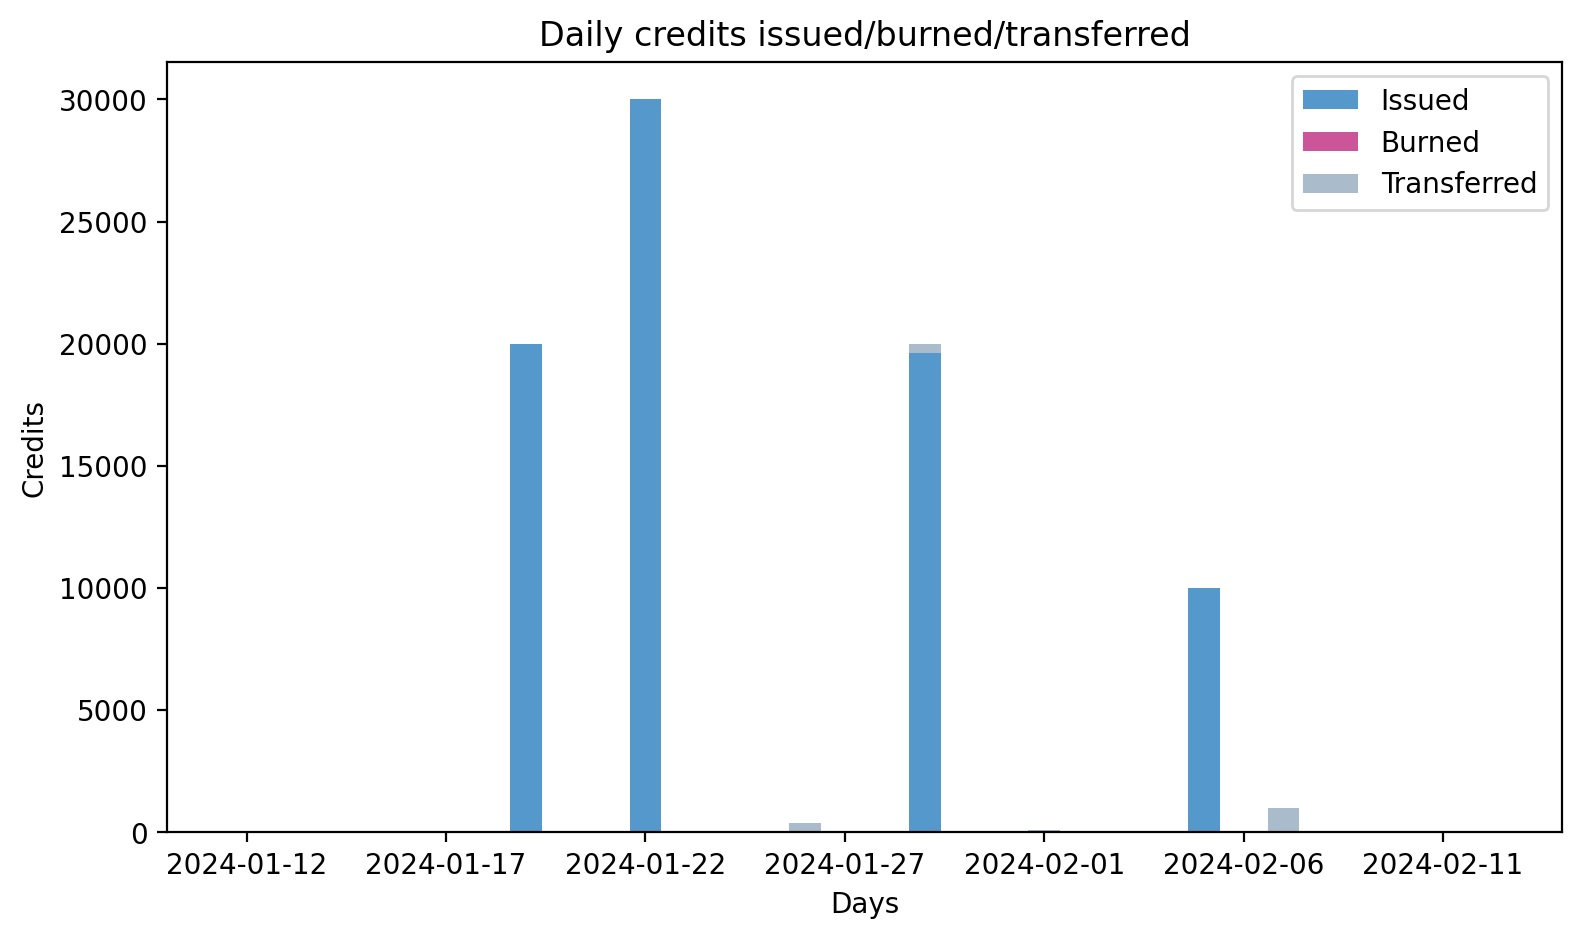 Daily credits issued/burned/transferred
Issued
Burned
Transferred
30000
25000
20000
15000
10000
5000
0
Credits
2024-01-12 2024-01-17 2024-01-22 2024-01-27 2024-02-01 2024-02-06 2024-02-11
Days